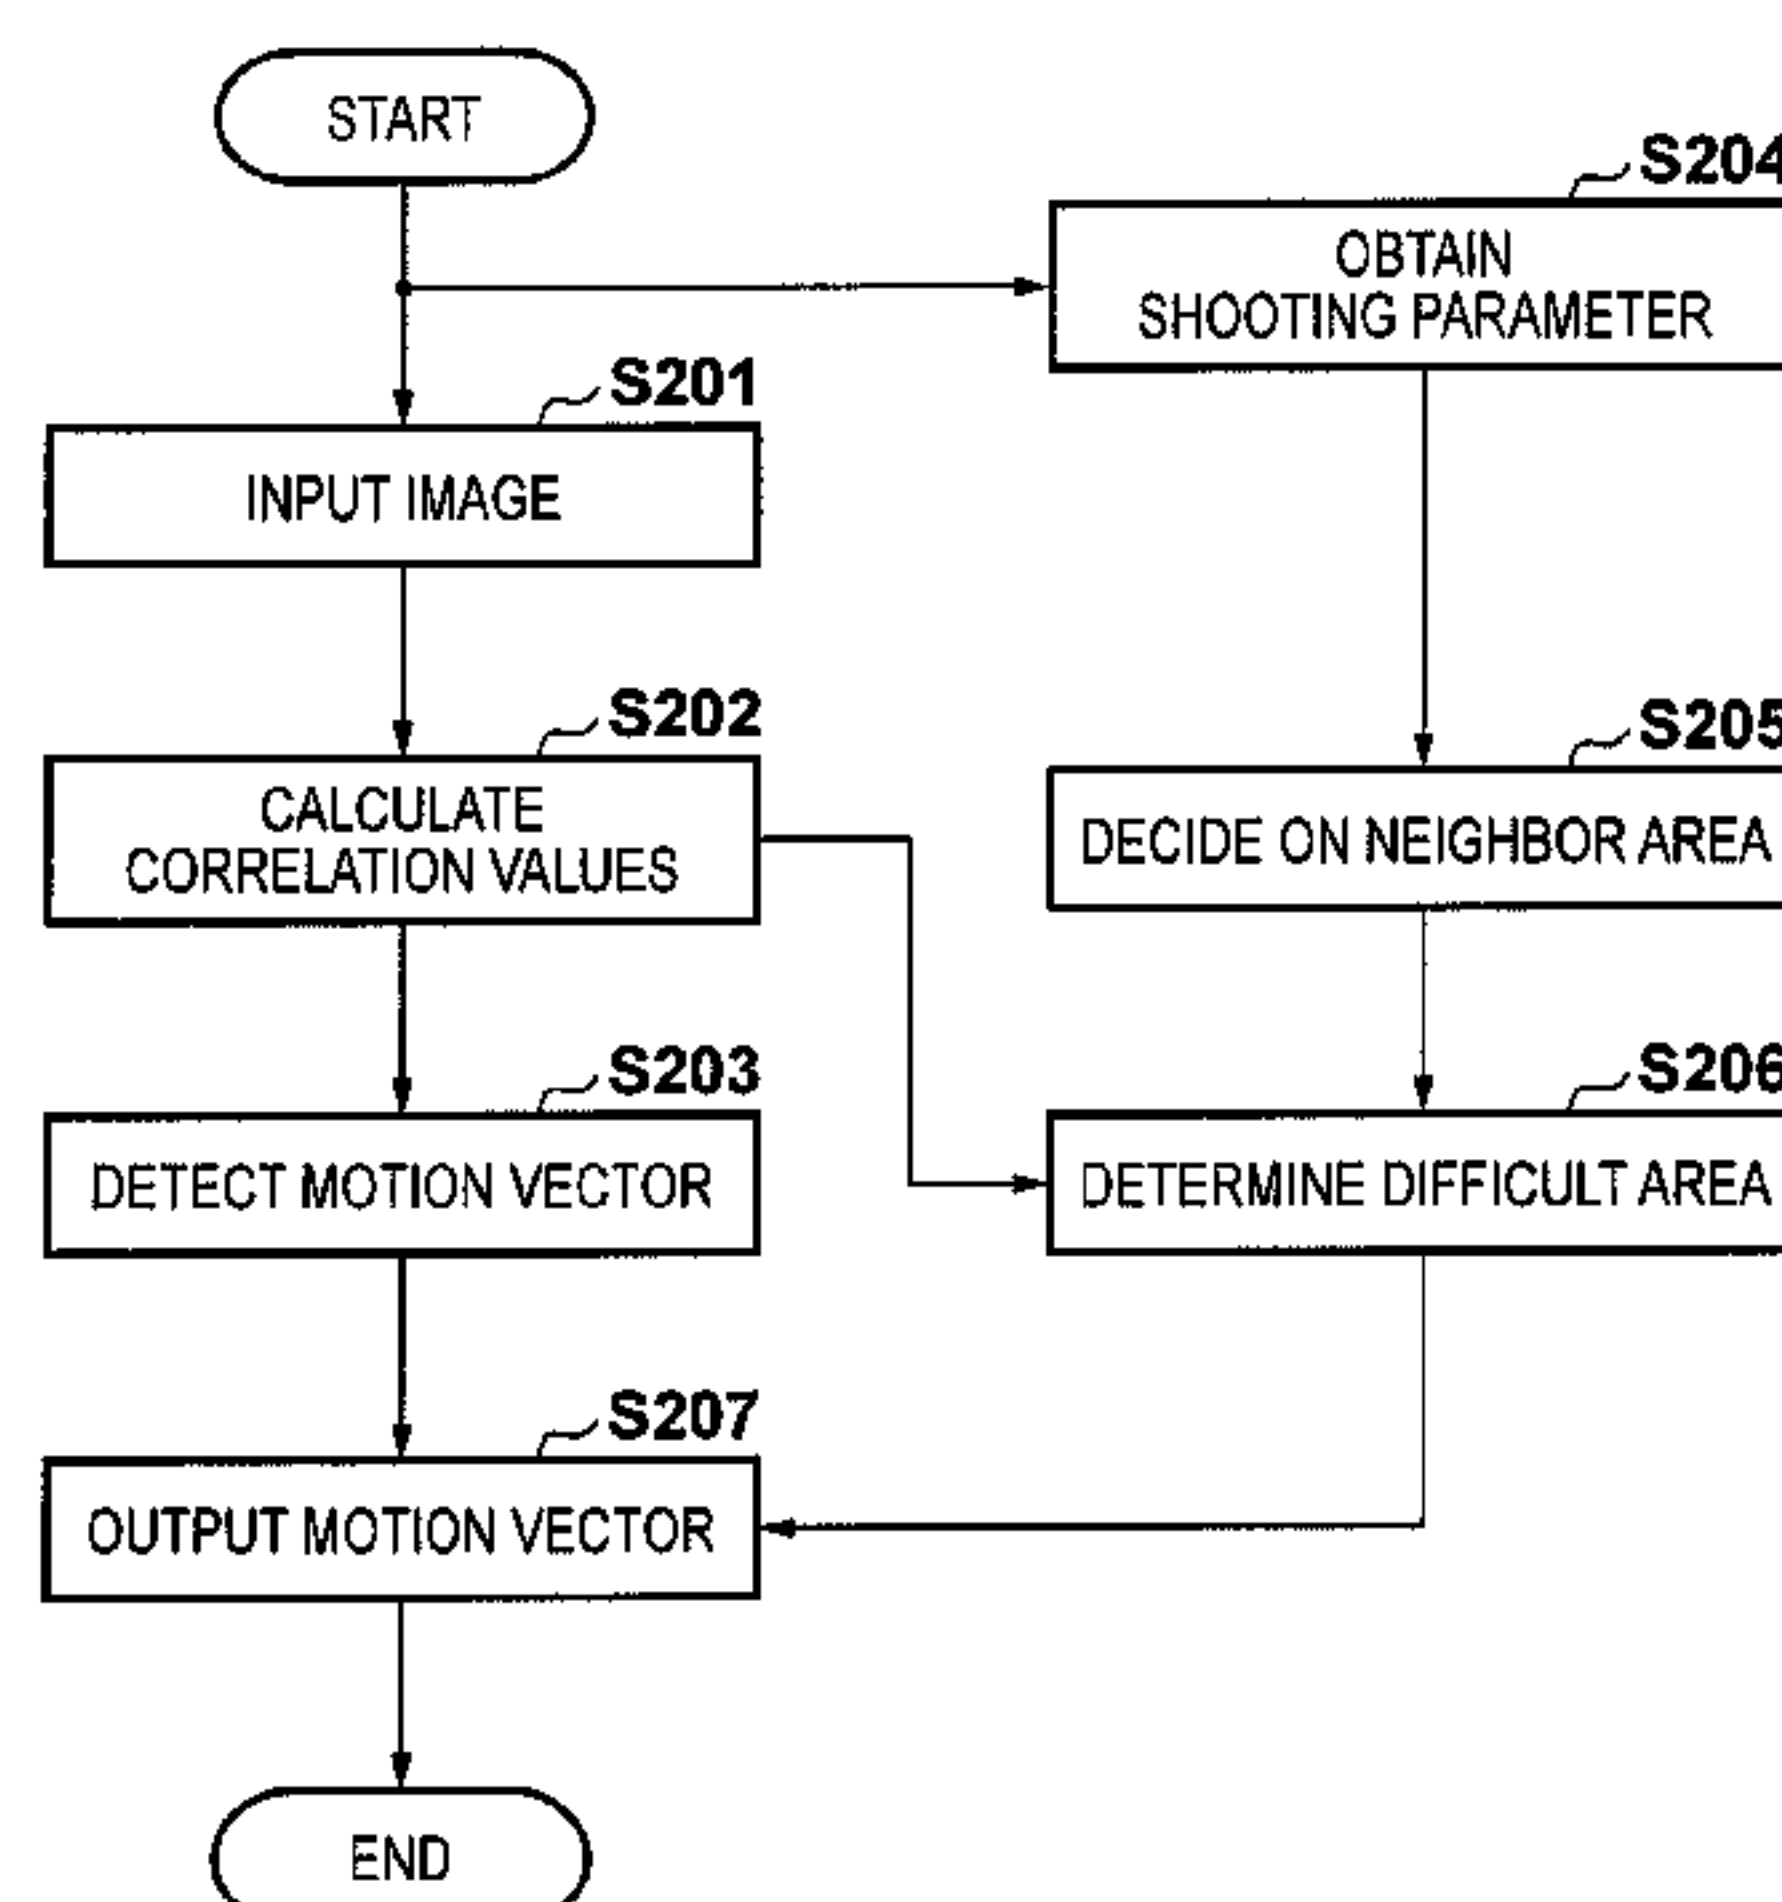 START
S204
OBTAIN
SHOOTING PARAMETER
S201
INPUT IMAGE
S202
CALCULATE
CORRELATION VALUES
S205
DECIDE ON NEIGHBOR AREA
S203
DETECT MOTION VECTOR
S206
DETERMINE DIFFICULT AREA
S207
OUTPUT MOTION VECTOR
END